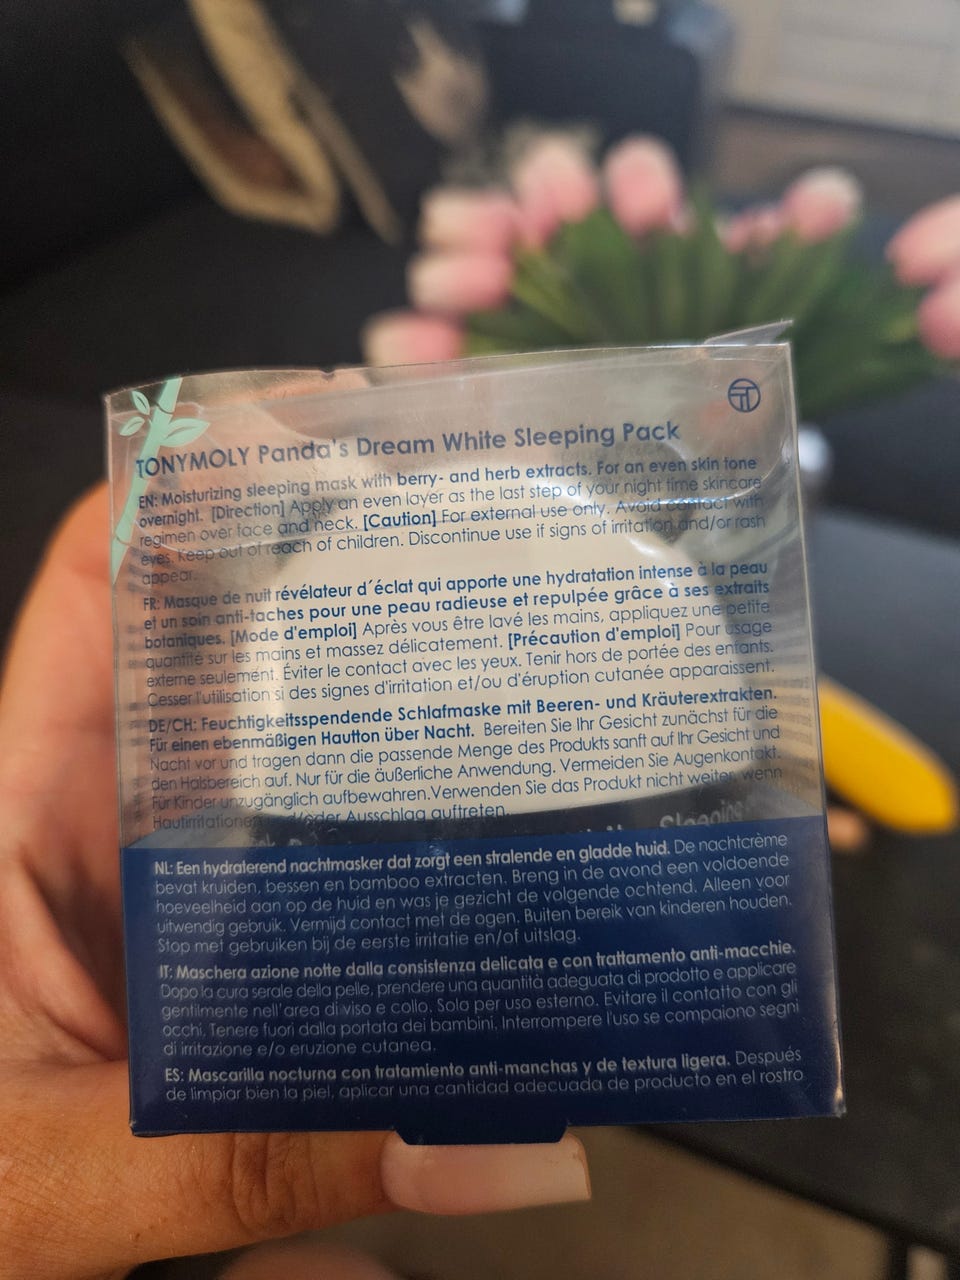 TONYMOLY Panda's Dream White Sleeping Pack
EN: Moisturizing sleeping mask with berry- and herb extracts. For an even skin tone
overnight. [Direction] Apply an even layer as the last step of your night time skincare
regimen over face and neck. [Caution] For external use only. Avoid contact with
eyes. Keep out of reach of children. Discontinue use if signs of irritation and/or rash
appear.
FR: Masque de nuit révélateur d´éclat qui apporte une hydratation intense à la peau
et un soin anti-taches pour une peau radieuse et repulpée grâce à ses extraits
botaniques. [Mode d'emploi] Après vous être lavé les mains, appliquez une petite
quantité sur les mains et massez délicatement. [Précaution d'emploi] Pour usage
externe seulement. Éviter le contact avec les yeux. Tenir hors de portée des enfants.
Cesser l'utilisation si des signes d'irritation et/ou d'éruption cutanée apparaissent.
DE/CH: Feuchtigkeitsspendende Schlafmaske mit Beeren- und Kräuterextrakten.
Für einen ebenmäßigen Hautton über Nacht. Bereiten Sie Ihr Gesicht zunächst für die
Nacht vor und tragen dann die passende Menge des Produkts sanft auf Ihr Gesicht und
den Halsbereich auf. Nur für die äußerliche Anwendung. Vermeiden Sie Augenkontakt.
Für Kinder unzugänglich aufbewahren.Verwenden Sie das Produkt nicht weiter, wenn
Hautirritationen und/oder Ausschlag auftreten.
Sleeping
NL: Een hydraterend nachtmasker dat zorgt een stralende en gladde huid. De nachtcrème
bevat kruiden, bessen en bamboo extracten. Breng in de avond een voldoende
hoeveelheid aan op de huid en was je gezicht de volgende ochtend. Alleen voor
uitwendig gebruik. Vermijd contact met de ogen. Buiten bereik van kinderen houden.
Stop met gebruiken bij de eerste irritatie en/of uitslag.
IT: Maschera azione notte dalla consistenza delicata e con trattamento anti-macchie.
Dopo la cura serale della pelle, prendere una quantità adeguata di prodotto e applicare
gentilmente nell'area di viso e collo. Solo per uso esterno. Evitare il contatto con gli
occhi. Tenere fuori dalla portata dei bambini. Interrompere l'uso se compaiono segni
di irritazione e/o eruzione cutanea.
ES: Mascarilla nocturna con tratamiento anti-manchas y de textura ligera. Después
de limpiar bien la piel, aplicar una cantidad adecuada de producto en el rostro